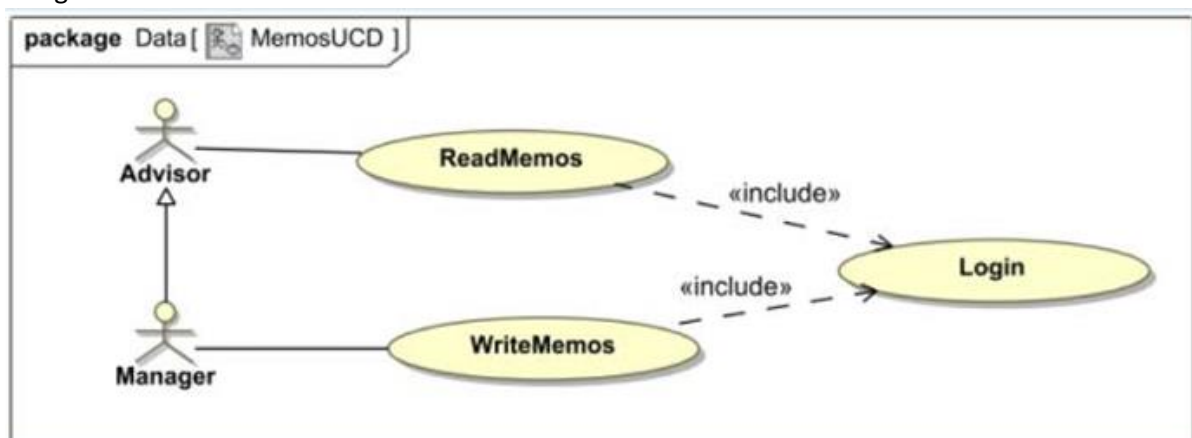 package Data [ MemosUCD ]
ReadMemos
Advisor
«include»
Login
«include»
WriteMemos
Manager